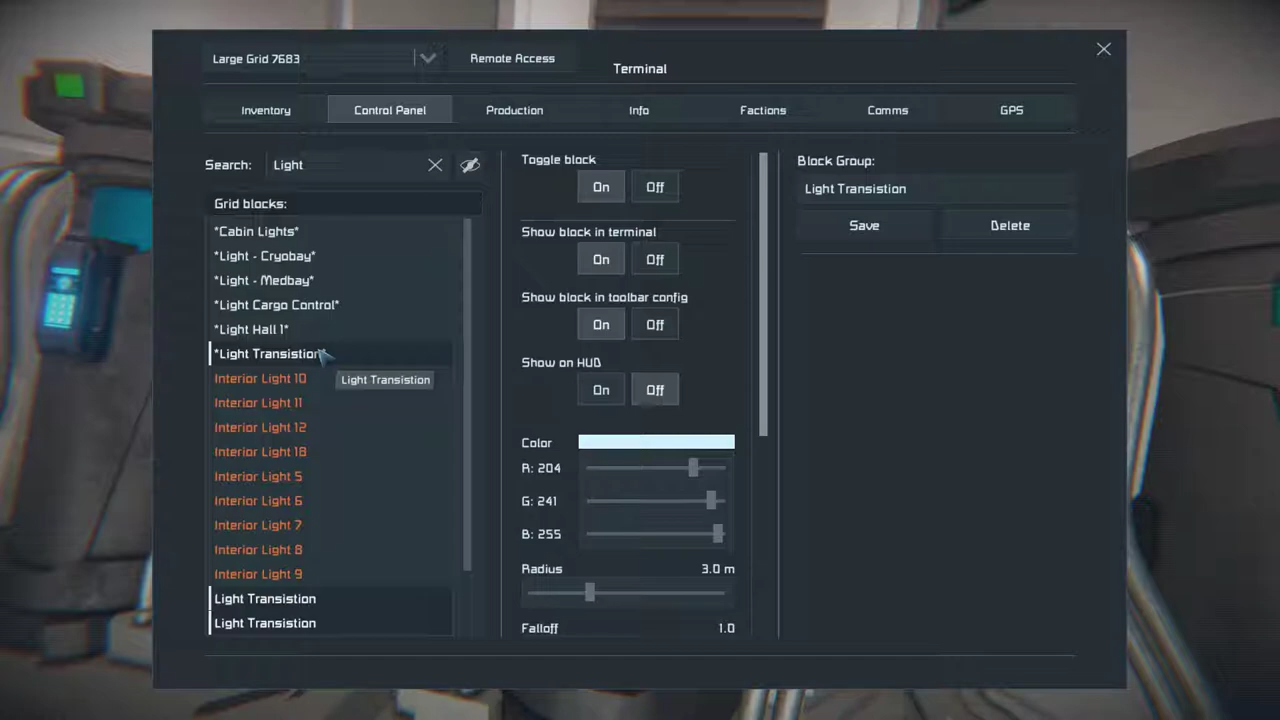 Large Grid 7683
Remote Access
Terminal
Inventory
Control Panel
Production
Info
Factions
Comms
GPS
Search:
Light
Grid blocks:
*Cabin Lights*
*Light - Cryobay*
*Light - Medbay*
*Light Cargo Control*
*Light Hall 1*
*Light Transistion*
Interior Light 10
Interior Light 11
Interior Light 12
Interior Light 18
Interior Light 5
Interior Light 6
Interior Light 7
Interior Light 8
Interior Light 9
Light Transistion
Light Transistion
Light Transistion
Toggle block
On Off
Show block in terminal
On Off
Show block in toolbar config
On Off
Show on HUD
On Off
Color
R: 204
G: 241
B: 255
Radius 3.0 m
Falloff 1.0
Block Group:
Light Transistion
Save
Delete